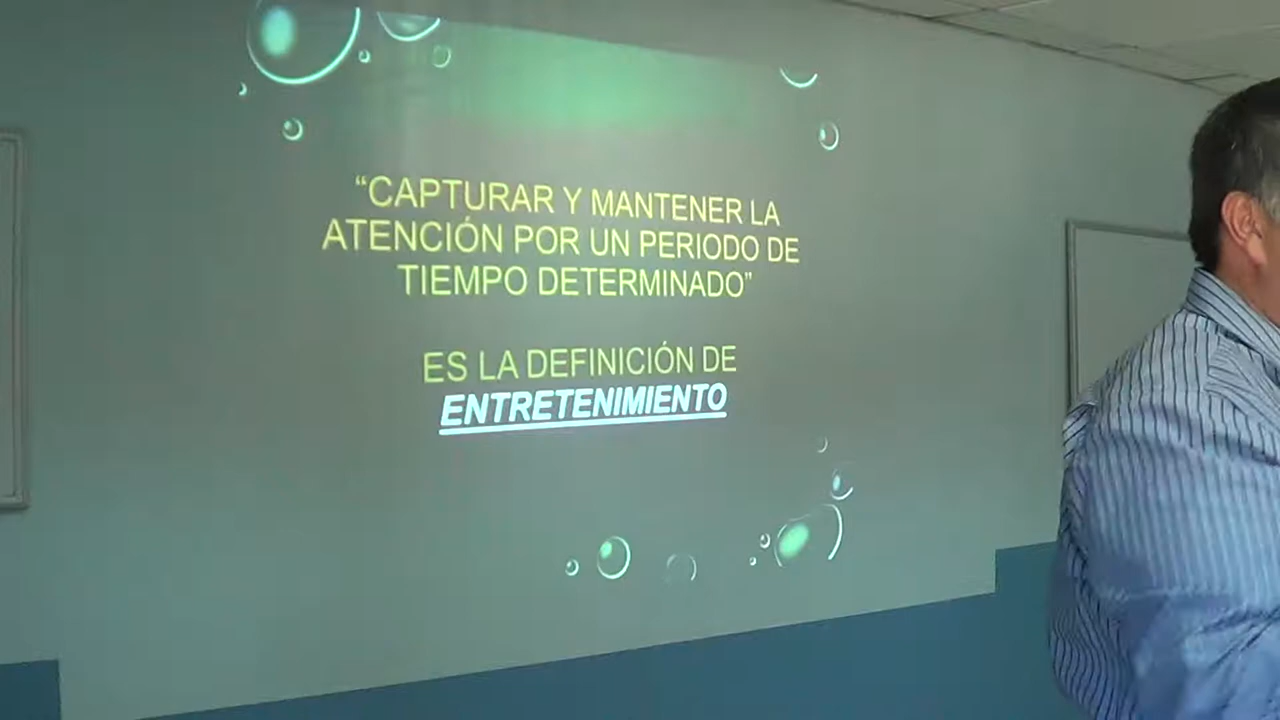 “CAPTURAR Y MANTENER LA
ATENCIÓN POR UN PERIODO DE
TIEMPO DETERMINADO”
ES LA DEFINICIÓN DE
ENTRETENIMIENTO